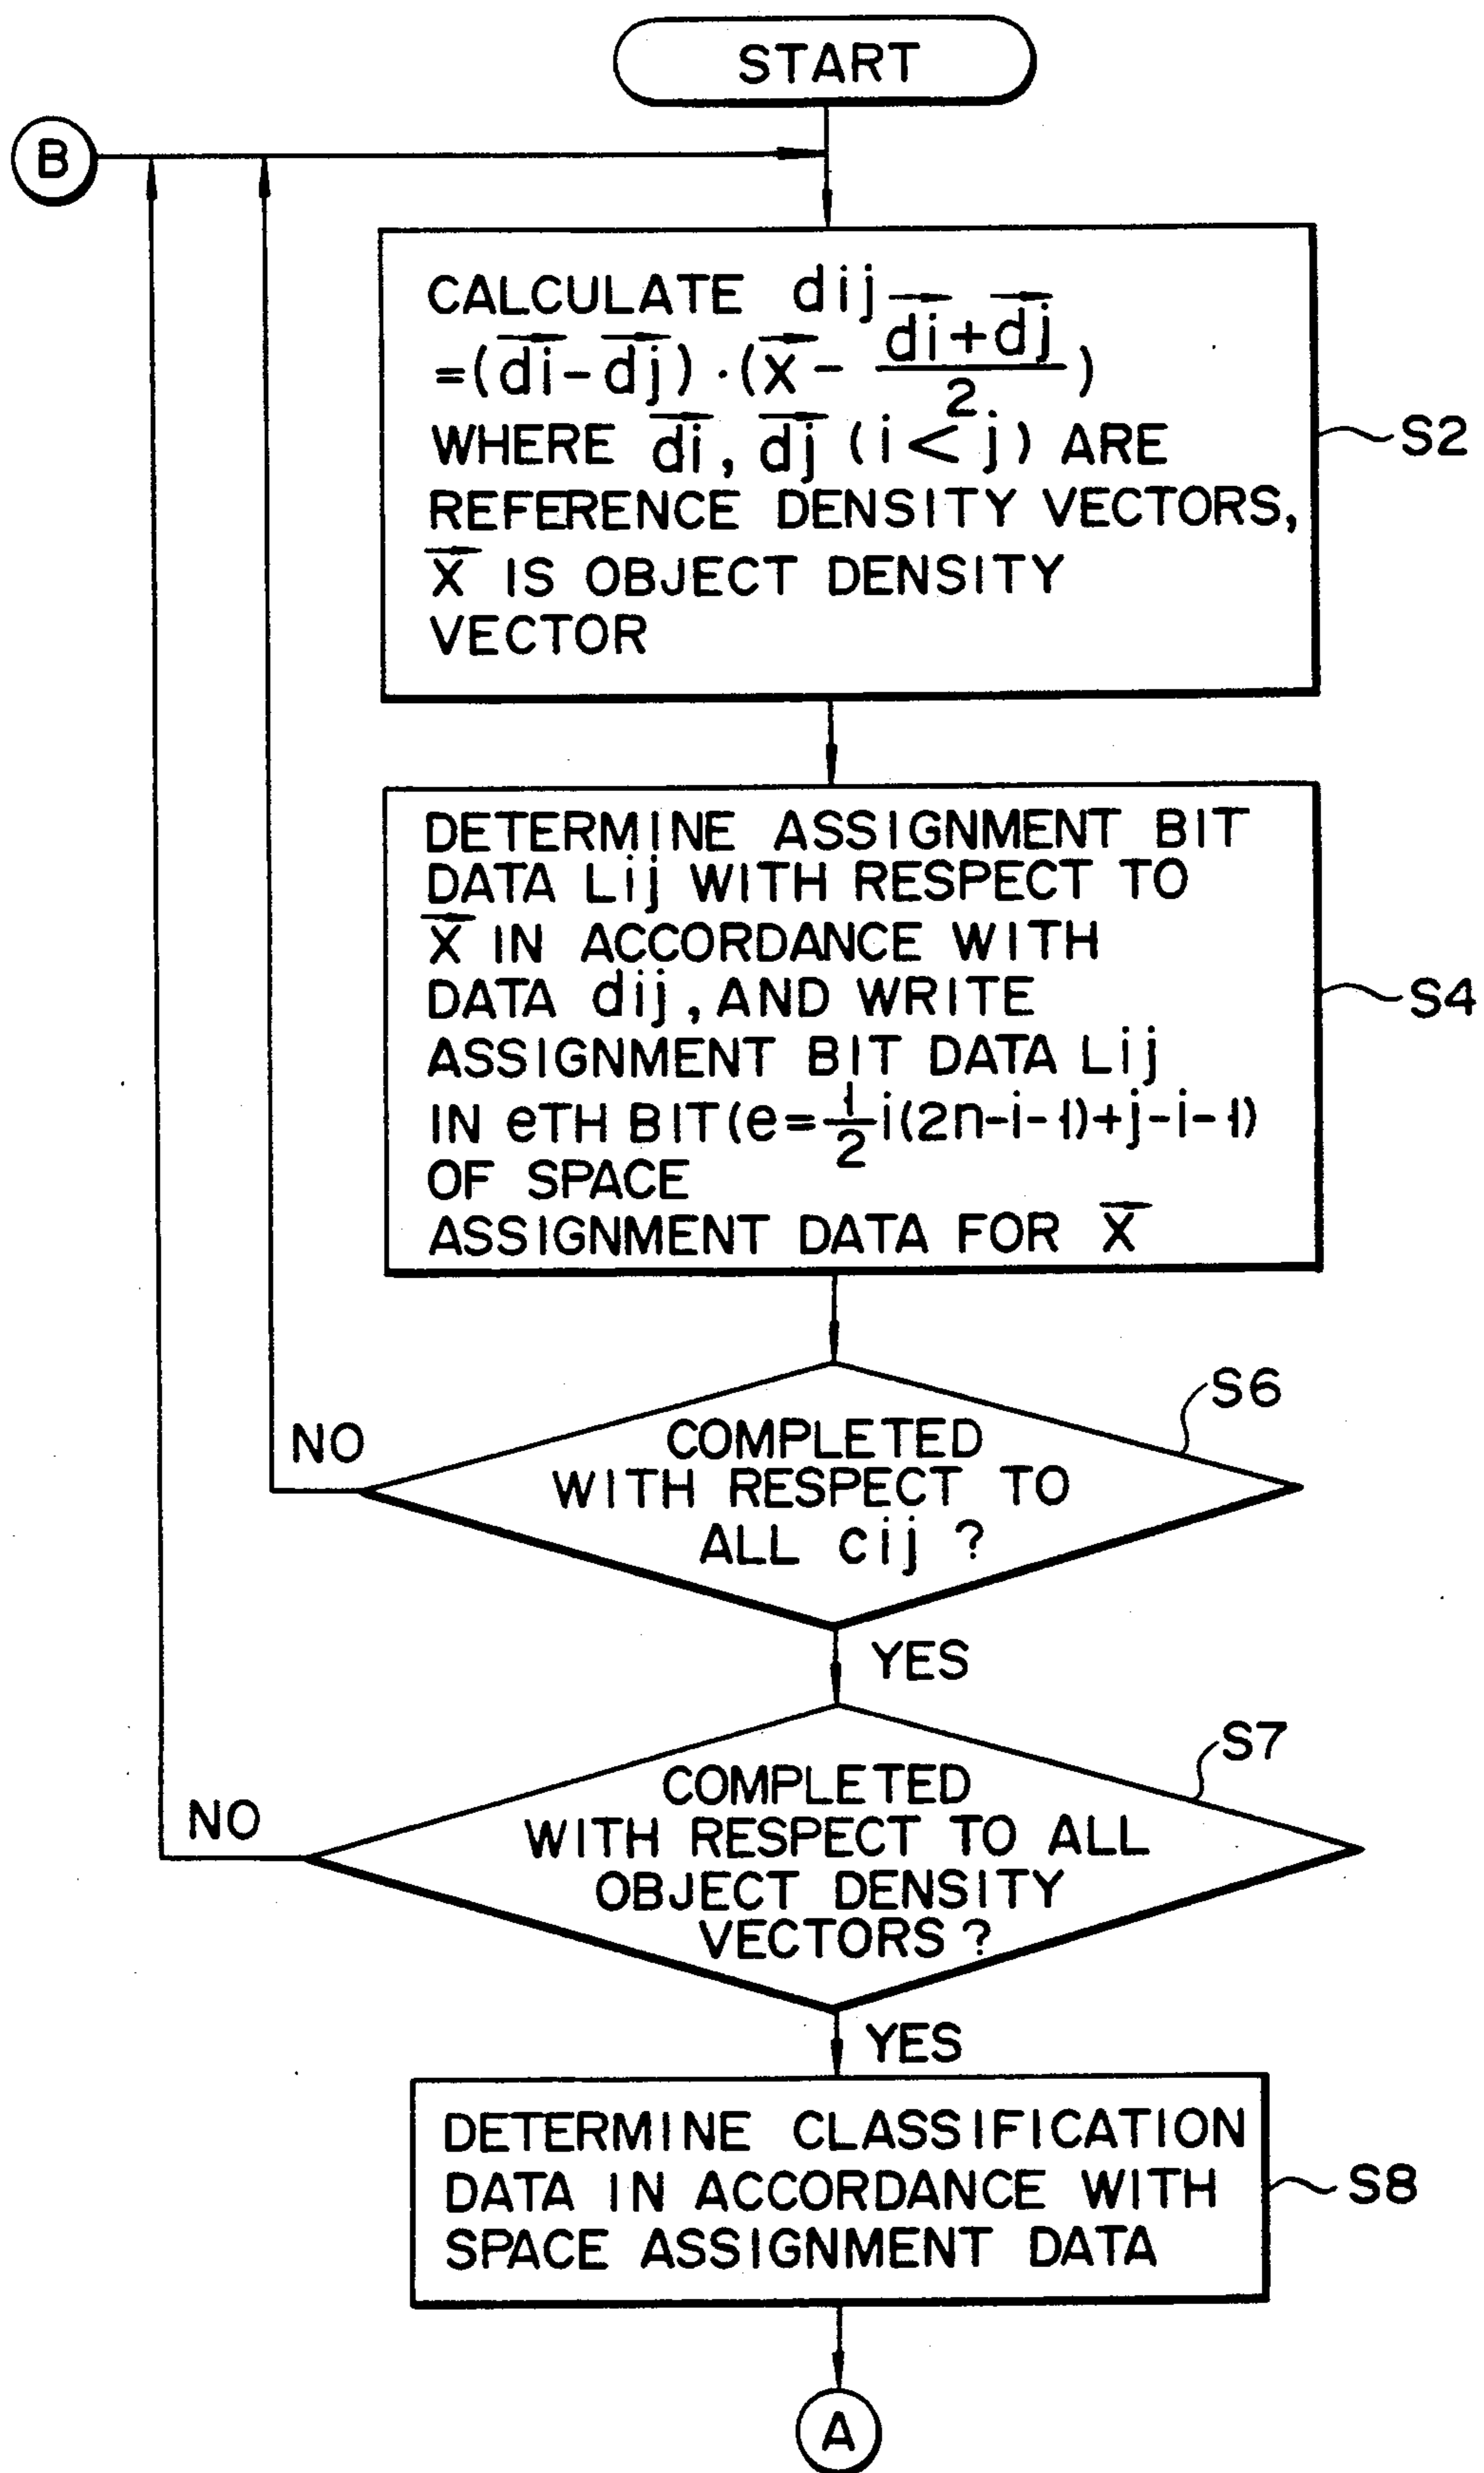 START
B
CALCULATE dij
=(di-dj)·(x - di+dj/2)
WHERE di, dj (i < j) ARE
REFERENCE DENSITY VECTORS,
x IS OBJECT DENSITY
VECTOR
S2
DETERMINE ASSIGNMENT BIT
DATA Lij WITH RESPECT TO
x IN ACCORDANCE WITH
DATA dij, AND WRITE
ASSIGNMENT BIT DATA Lij
IN eTH BIT(e=1/2i(2n-i-1)+j-i-1)
OF SPACE
ASSIGNMENT DATA FOR x
S4
S6
NO
COMPLETED
WITH RESPECT TO
ALL cij ?
YES
S7
NO
COMPLETED
WITH RESPECT TO ALL
OBJECT DENSITY
VECTORS ?
YES
DETERMINE CLASSIFICATION
DATA IN ACCORDANCE WITH
SPACE ASSIGNMENT DATA
S8
A